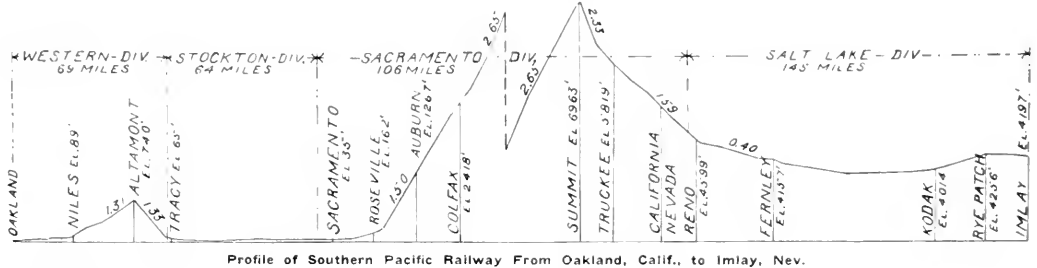 WESTERN-DIV.
69 MILES
STOCKTON-DIV.
64 MILES
SACRAMENTO DIV.
106 MILES
SALT LAKE-DIV
145 MILES
OAKLAND
NILES EL.89'
1.31
ALTAMONT
EL.740'
1.33
TRACY EL 65'
SACRAMENTO
EL.35'
ROSEVILLE
EL.162'
1.50
AUBURN
EL.1267'
COLFAX
EL.2418'
2.65
2.65
SUMMIT EL 6965'
2.33
TRUCKEE EL 5819'
CALIFORNIA
NEVADA
1.59
RENO
EL.4599'
0.40
FERNLEY
EL.4157'
KODAK
EL.4014'
RYE PATCH
EL.4256'
IMLAY
EL.4197'
Profile of Southern Pacific Railway From Oakland, Calif., to Imlay, Nev.